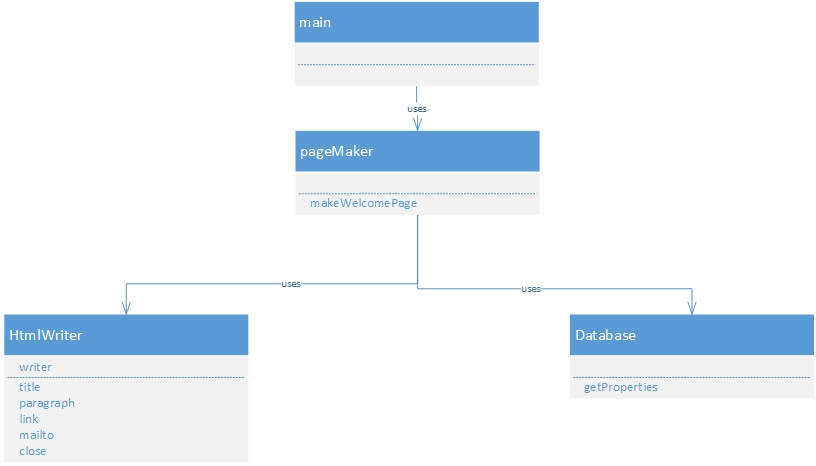 main
uses
pageMaker
makeWelcomePage
uses
uses
HtmlWriter
writer
title
paragraph
link
mailto
close
Database
getProperties